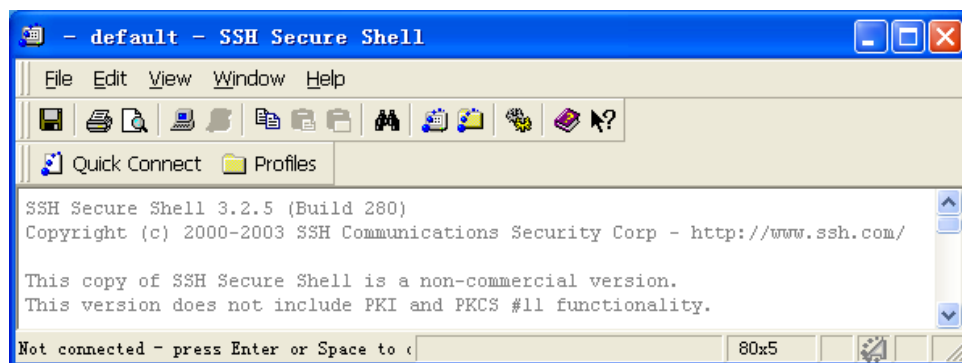 - default - SSH Secure Shell
File Edit View Window Help
Quick Connect Profiles
SSH Secure Shell 3.2.5 (Build 280)
Copyright (c) 2000-2003 SSH Communications Security Corp - http://www.ssh.com/
This copy of SSH Secure Shell is a non-commercial version.
This version does not include PKI and PKCS #11 functionality.
Not connected - press Enter or Space to
80x5